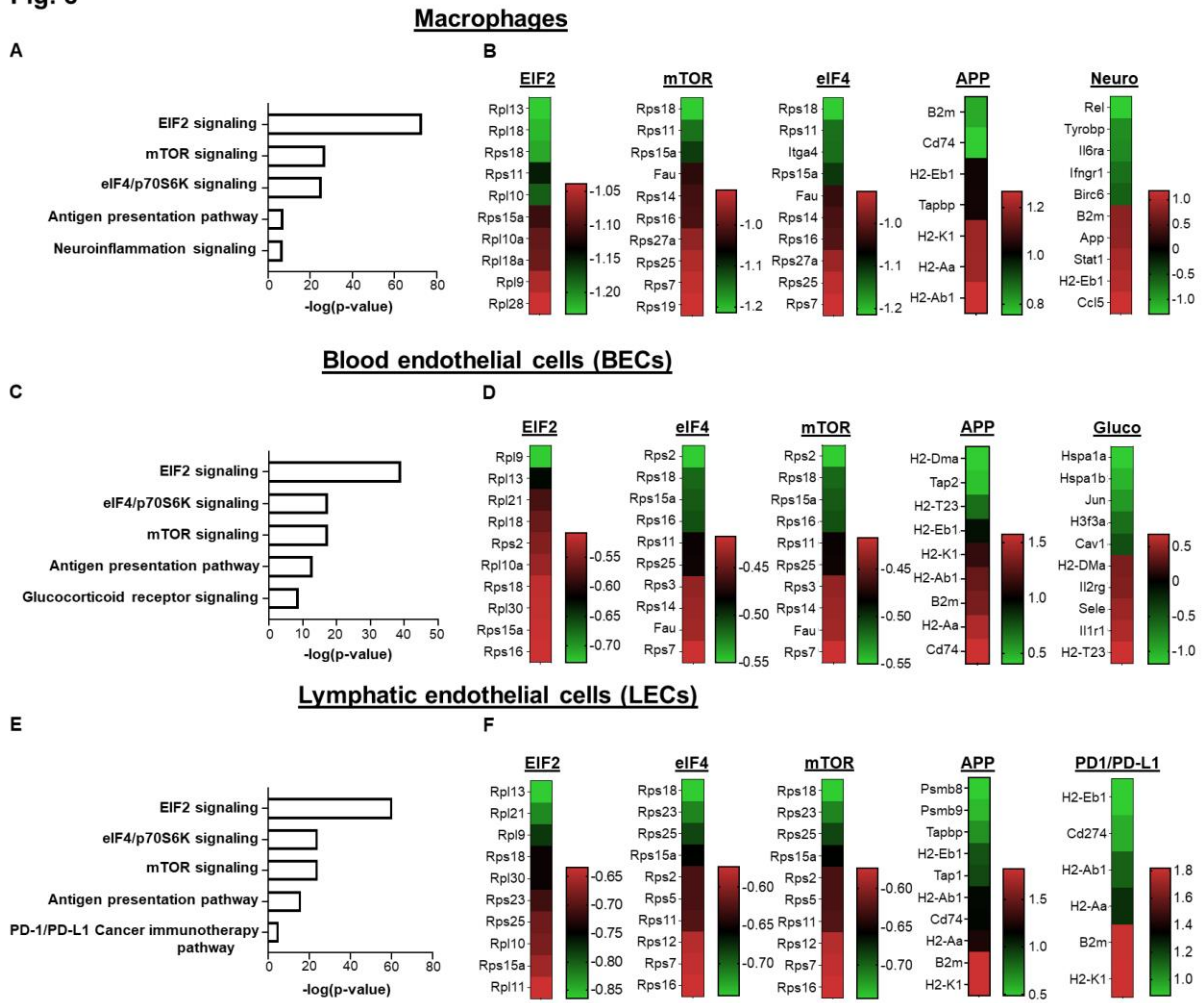 Macrophages
A
EIF2 signaling
mTOR signaling
eIF4/p70S6K signaling
Antigen presentation pathway
Neuroinflammation signaling
0 20 40 60 80
-log(p-value)
B
EIF2
Rpl13
Rpl18
Rps18
Rps11
Rpl10
Rps15a
Rpl10a
Rpl18a
Rpl9
Rpl28
-1.05
-1.10
-1.15
-1.20
mTOR
Rps18
Rps11
Rps15a
Fau
Rps14
Rps16
Rps27a
Rps25
Rps7
Rps19
-1.0
-1.1
-1.2
eIF4
Rps18
Rps11
Itga4
Rps15a
Fau
Rps14
Rps16
Rps27a
Rps25
Rps7
-1.0
-1.1
-1.2
APP
B2m
Cd74
H2-Eb1
Tapbp
H2-K1
H2-Aa
H2-Ab1
1.2
1.0
0.8
Neuro
Rel
Tyrobp
Il6ra
Ifngr1
Birc6
B2m
App
Stat1
H2-Eb1
Ccl5
1.0
0.5
0
-0.5
-1.0
Blood endothelial cells (BECs)
C
EIF2 signaling
eIF4/p70S6K signaling
mTOR signaling
Antigen presentation pathway
Glucocorticoid receptor signaling
0 10 20 30 40 50
-log(p-value)
D
EIF2
Rpl9
Rpl13
Rpl21
Rpl18
Rps2
Rpl10a
Rps18
Rpl30
Rps15a
Rps16
-0.55
-0.60
-0.65
-0.70
eIF4
Rps2
Rps18
Rps15a
Rps16
Rps11
Rps25
Rps3
Rps14
Fau
Rps7
-0.45
-0.50
-0.55
mTOR
Rps2
Rps18
Rps15a
Rps16
Rps11
Rps25
Rps3
Rps14
Fau
Rps7
-0.45
-0.50
-0.55
APP
H2-Dma
Tap2
H2-T23
H2-Eb1
H2-K1
H2-Ab1
B2m
H2-Aa
Cd74
1.5
1.0
0.5
Gluco
Hspa1a
Hspa1b
Jun
H3f3a
Cav1
H2-DMa
Il2rg
Sele
Il1r1
H2-T23
0.5
0
-0.5
-1.0
Lymphatic endothelial cells (LECs)
E
EIF2 signaling
eIF4/p70S6K signaling
mTOR signaling
Antigen presentation pathway
PD-1/PD-L1 Cancer immunotherapy
pathway
0 20 40 60 80
-log(p-value)
F
EIF2
Rpl13
Rpl21
Rpl9
Rps18
Rpl30
Rps23
Rps25
Rpl10
Rps15a
Rpl11
-0.65
-0.70
-0.75
-0.80
-0.85
eIF4
Rps18
Rps23
Rps25
Rps15a
Rps2
Rps5
Rps11
Rps12
Rps7
Rps16
-0.60
-0.65
-0.70
mTOR
Rps18
Rps23
Rps25
Rps15a
Rps2
Rps5
Rps11
Rps12
Rps7
Rps16
-0.60
-0.65
-0.70
APP
Psmb8
Psmb9
Tapbp
H2-Eb1
Tap1
H2-Ab1
Cd74
H2-Aa
B2m
H2-K1
1.5
1.0
0.5
PD1/PD-L1
H2-Eb1
Cd274
H2-Ab1
H2-Aa
B2m
H2-K1
1.8
1.6
1.4
1.2
1.0